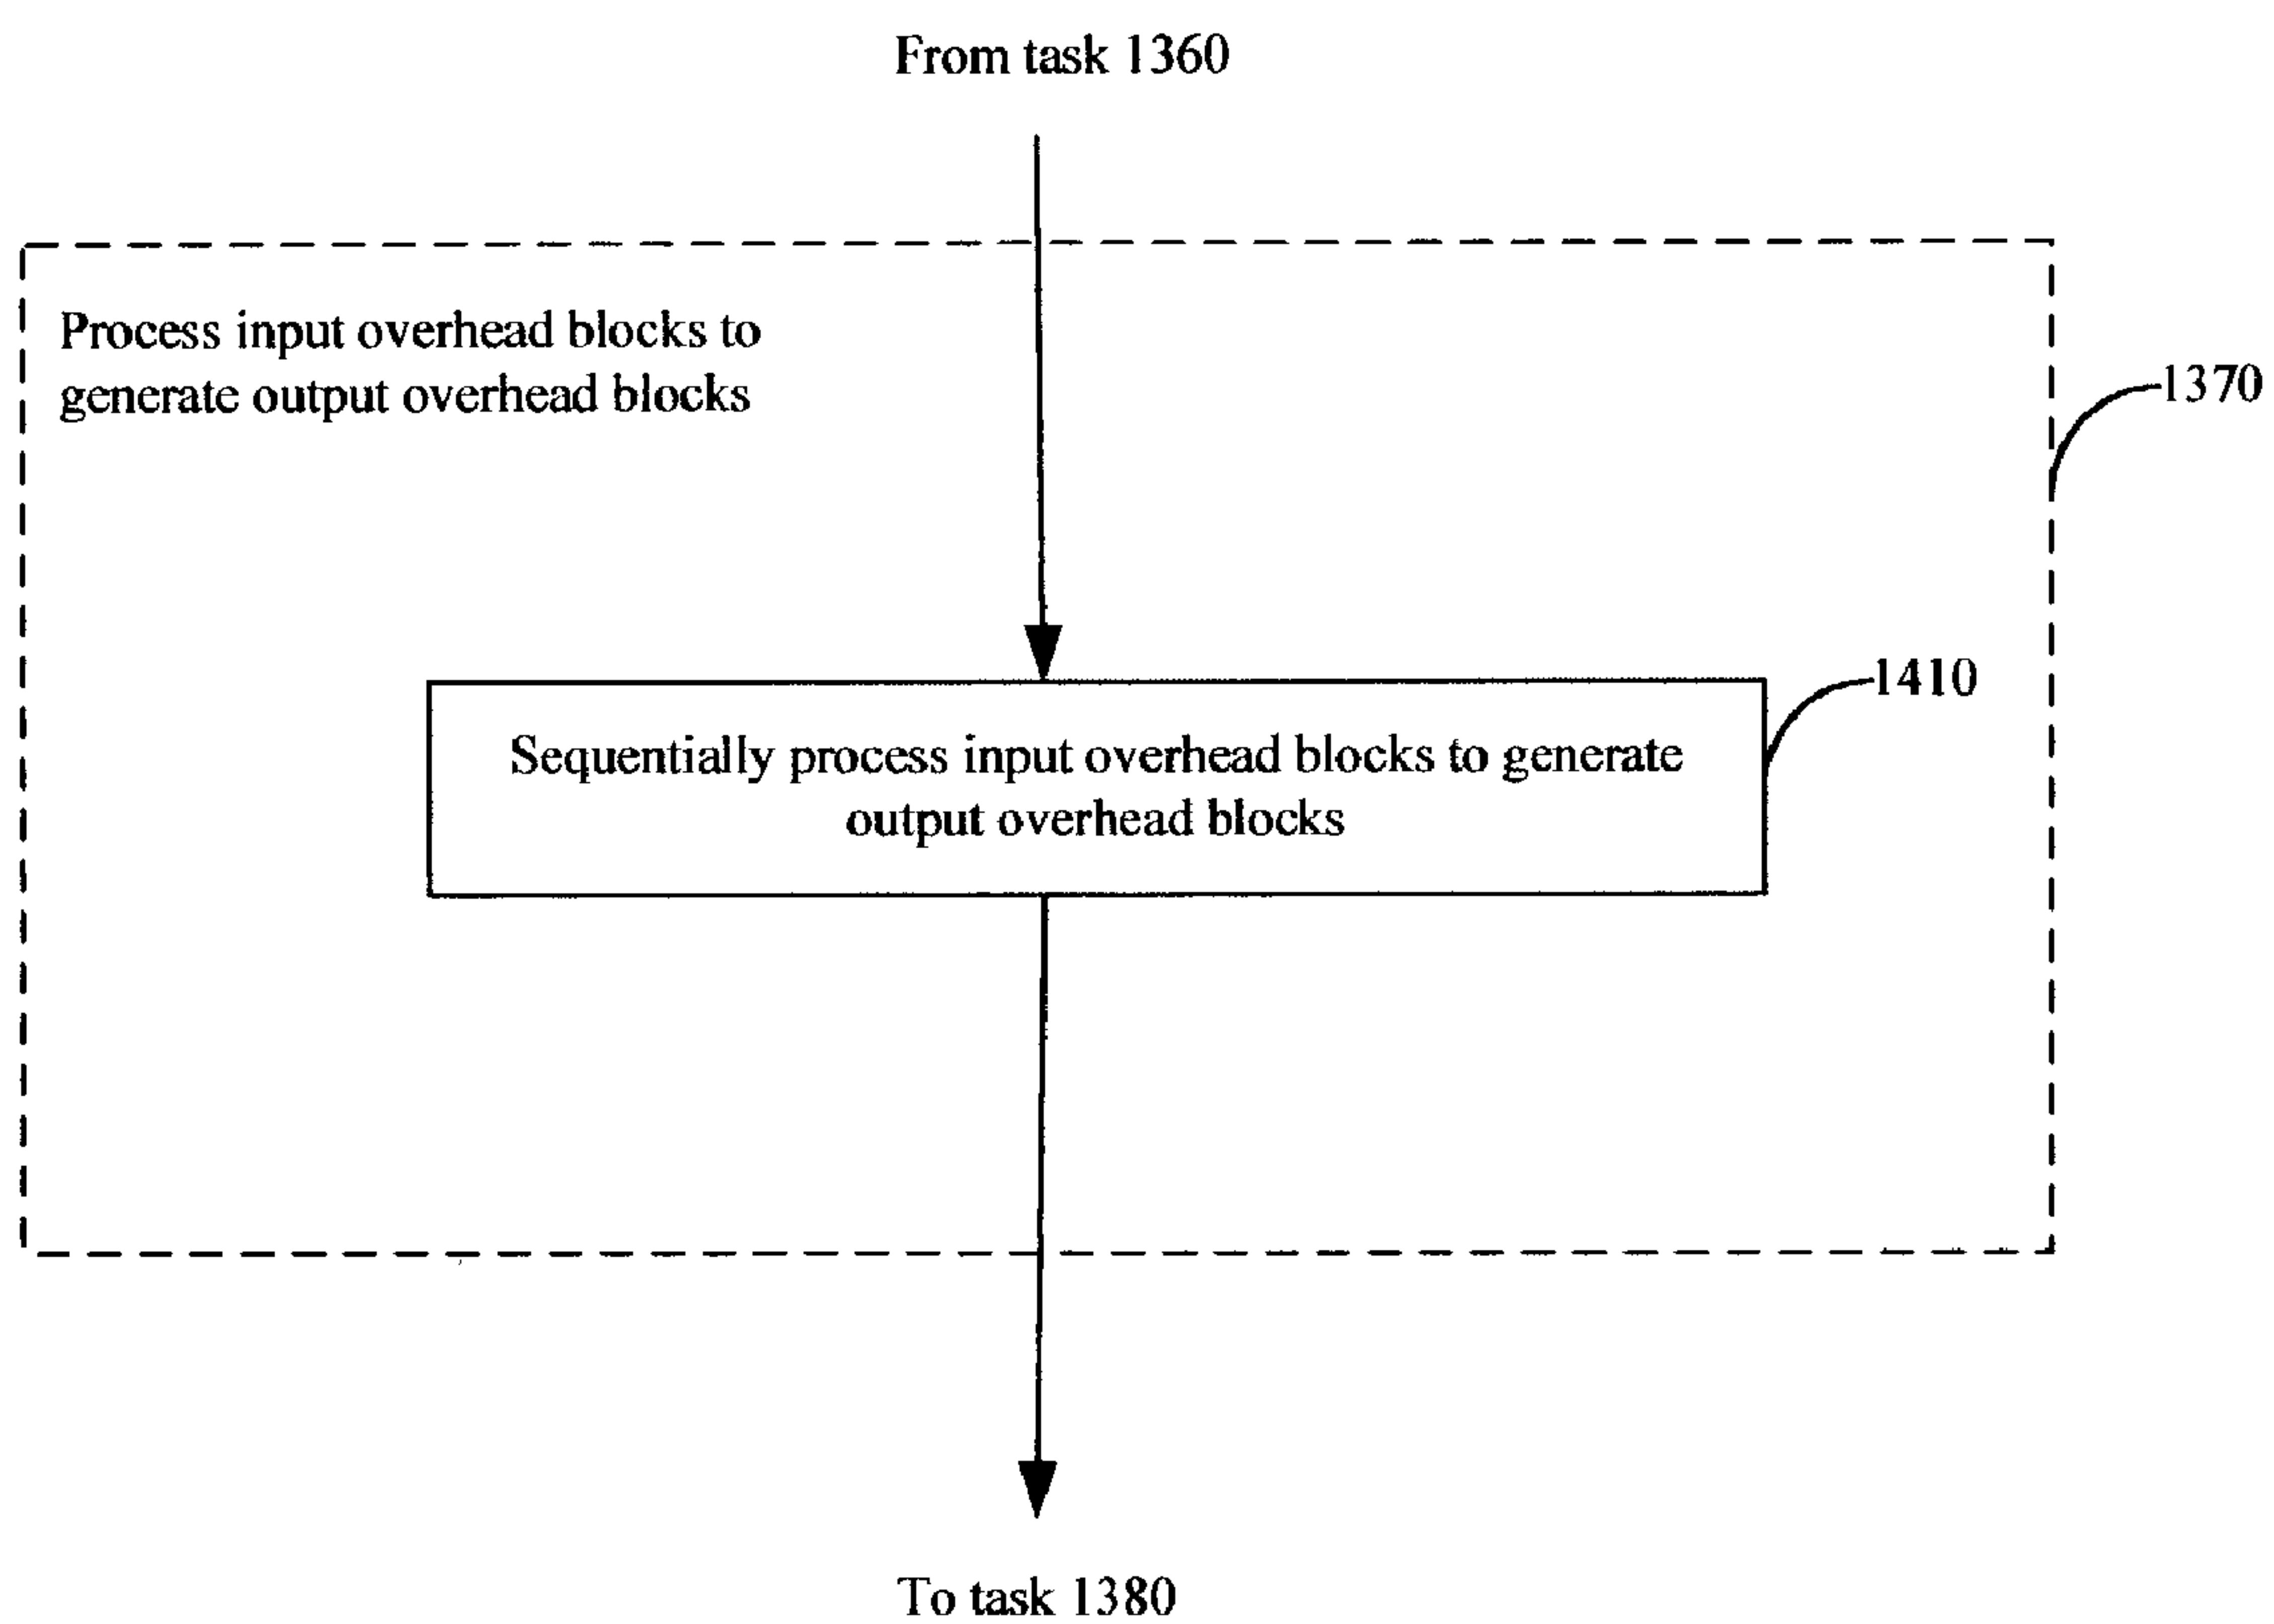 From task 1360
Process input overhead blocks to
generate output overhead blocks
1370
1410
Sequentially process input overhead blocks to generate
output overhead blocks
To task 1380